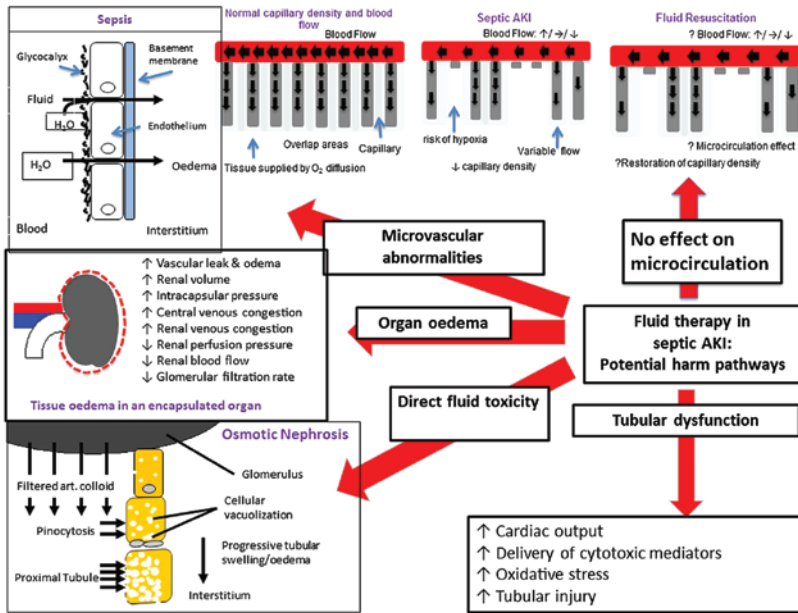 Sepsis
Glycocalyx
Basement
membrane
Fluid
H₂O
Endothelium
H₂O
Oedema
Blood
Interstitium
Normal capillary density and blood
flow
Blood Flow
Overlap areas
Capillary
Tissue supplied by O₂ diffusion
Septic AKI
Blood Flow: ↑/ →/ ↓
risk of hypoxia
Variable flow
↓ capillary density
Fluid Resuscitation
? Blood Flow: ↑/ →/ ↓
? Microcirculation effect
?Restoration of capillary density
Microvascular
abnormalities
No effect on
microcirculation
↑ Vascular leak & odema
↑ Renal volume
↑ Intracapsular pressure
↑ Central venous congestion
↑ Renal venous congestion
↓ Renal perfusion pressure
↓ Renal blood flow
↓ Glomerular filtration rate
Tissue oedema in an encapsulated organ
Organ oedema
Fluid therapy in
septic AKI:
Potential harm pathways
Direct fluid toxicity
Tubular dysfunction
Osmotic Nephrosis
Glomerulus
Filtered art. colloid
Cellular
vacuolization
Pinocytosis
Progressive tubular
swelling/oedema
Proximal Tubule
Interstitium
↑ Cardiac output
↑ Delivery of cytotoxic mediators
↑ Oxidative stress
↑ Tubular injury